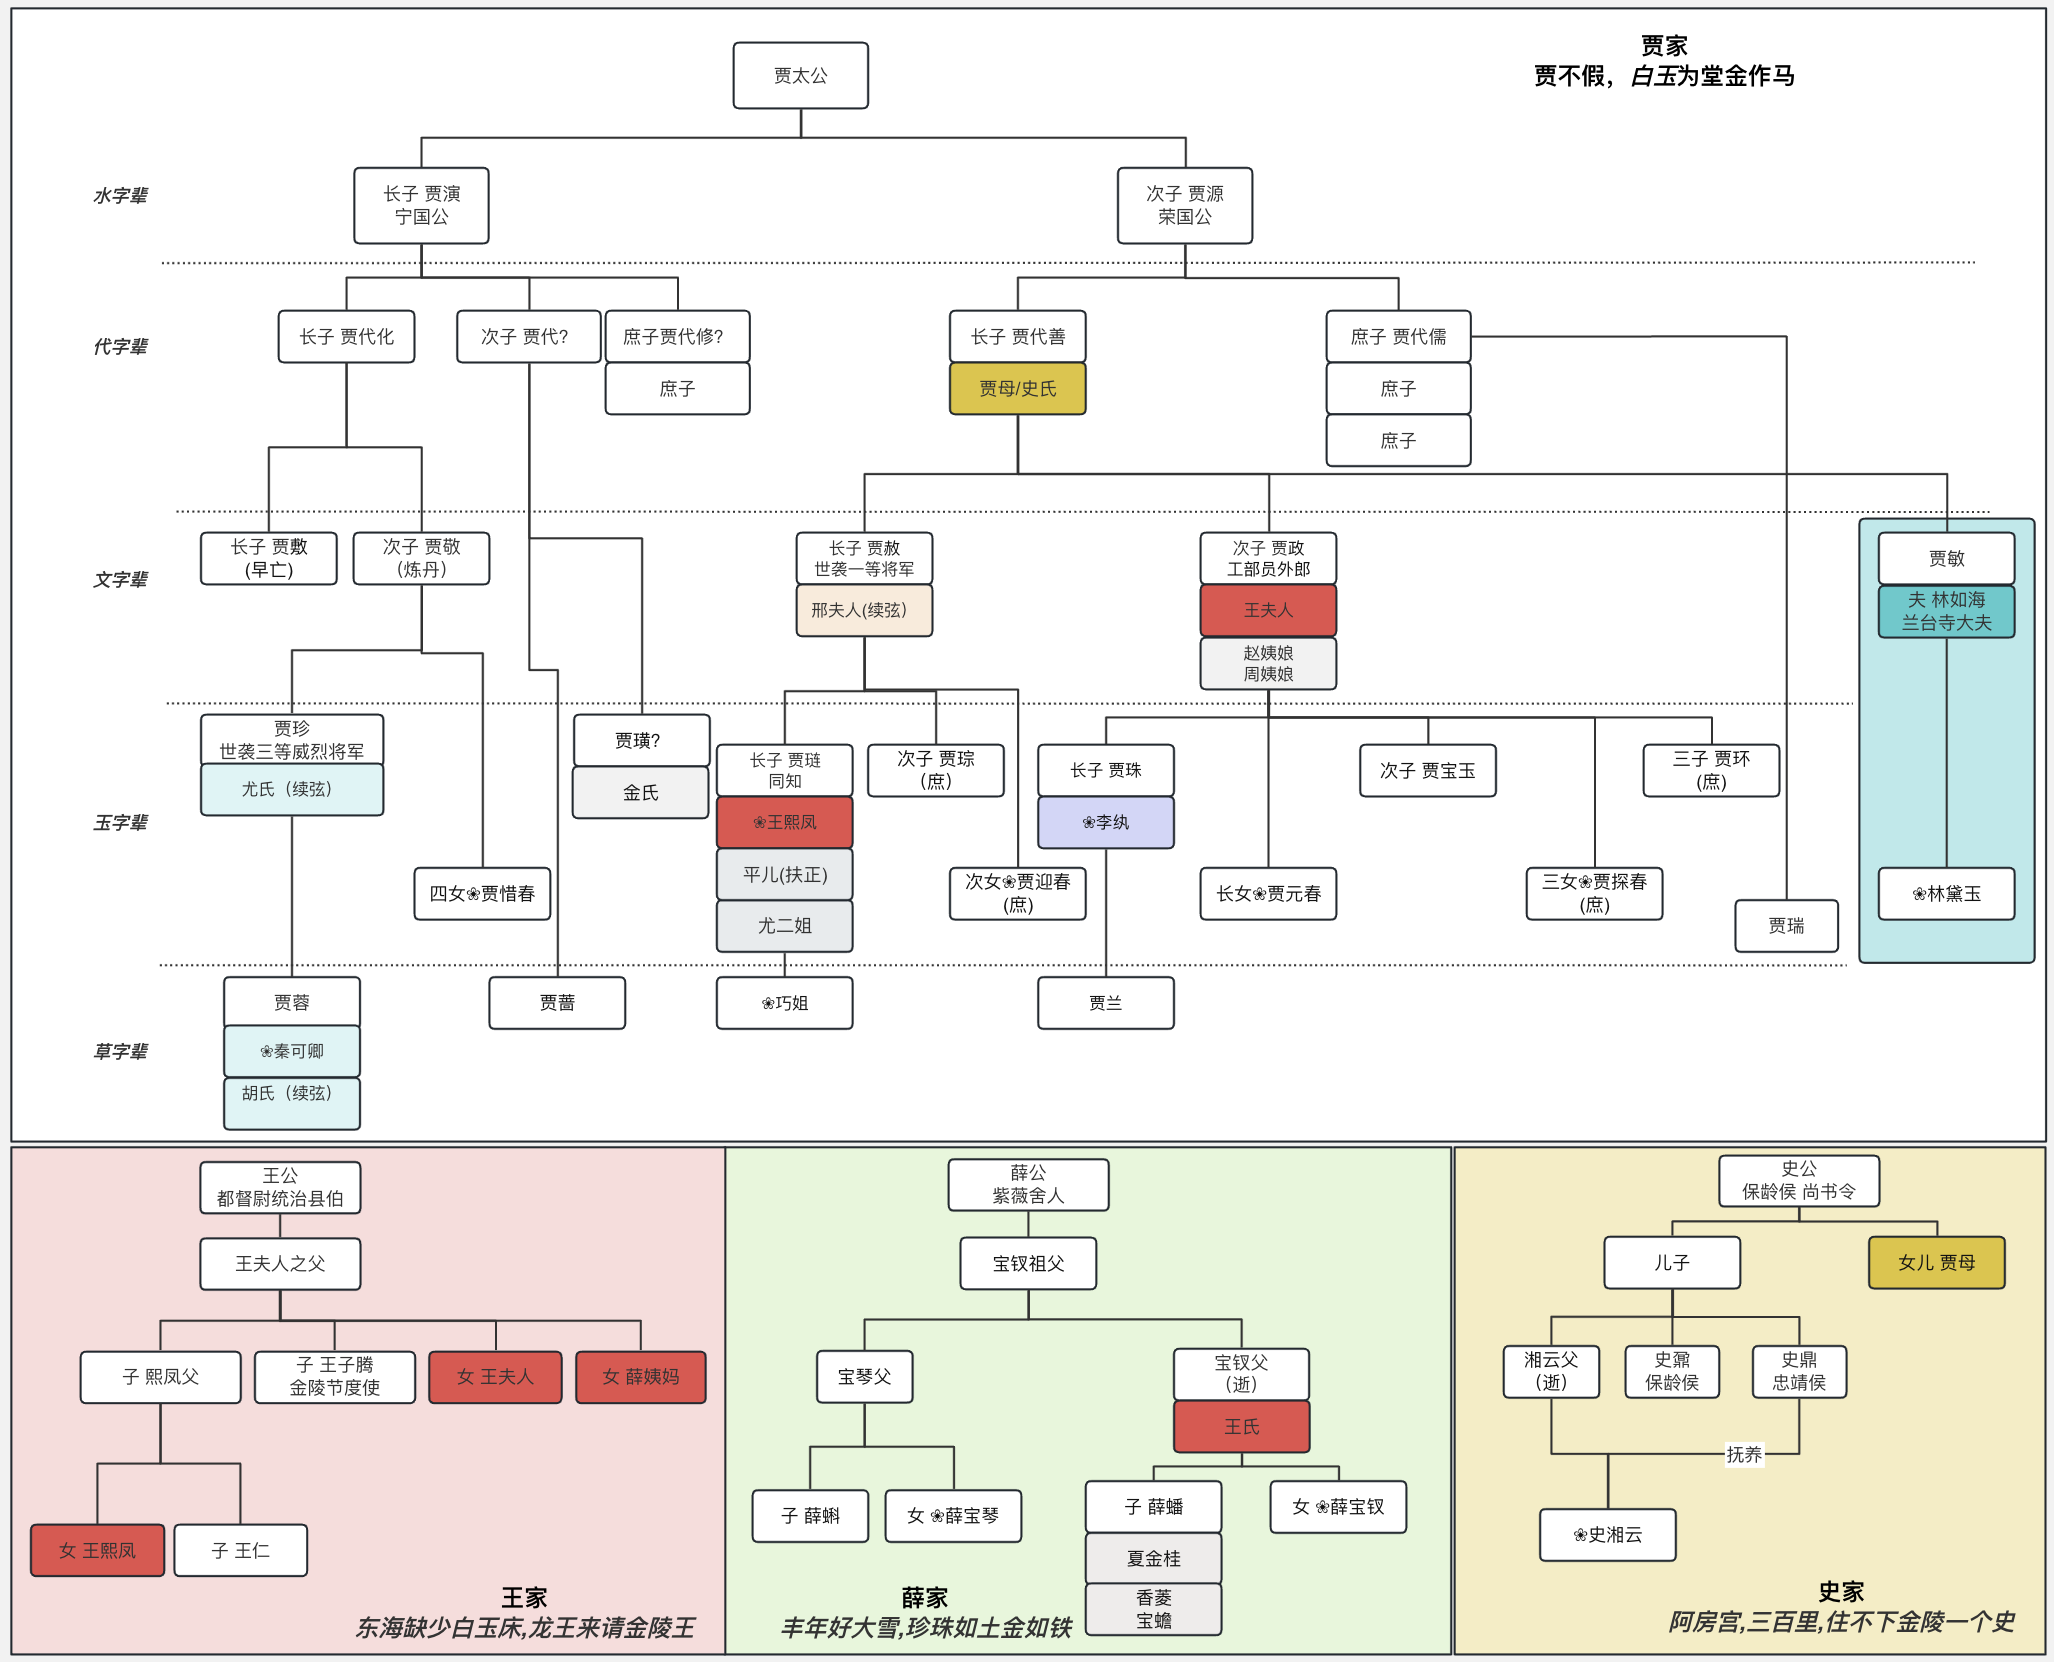 贾家
贾不假，白玉为堂金作马
贾太公
水字辈
长子 贾演
宁国公
次子 贾源
荣国公
代字辈
长子 贾代化
次子 贾代?
庶子贾代修?
庶子
长子 贾代善
贾母/史氏
庶子 贾代儒
庶子
庶子
文字辈
长子 贾敷
(早亡)
次子 贾敬
(炼丹)
长子 贾赦
世袭一等将军
邢夫人(续弦)
次子 贾政
工部员外郎
王夫人
赵姨娘
周姨娘
贾敏
夫 林如海
兰台寺大夫
玉字辈
贾珍
世袭三等威烈将军
尤氏（续弦）
四女❀贾惜春
贾璜?
金氏
长子 贾琏
同知
❀王熙凤
平儿(扶正)
尤二姐
次子 贾琮
(庶)
次女❀贾迎春
(庶)
长子 贾珠
❀李纨
长女❀贾元春
次子 贾宝玉
三女❀贾探春
(庶)
三子 贾环
(庶)
贾瑞
❀林黛玉
草字辈
贾蓉
❀秦可卿
胡氏（续弦）
贾蔷
❀巧姐
贾兰
王公
都督尉统治县伯
王夫人之父
子 熙凤父
子 王子腾
金陵节度使
女 王夫人
女 薛姨妈
女 王熙凤
子 王仁
王家
东海缺少白玉床,龙王来请金陵王
薛公
紫薇舍人
宝钗祖父
宝琴父
宝钗父
(逝)
王氏
子 薛蝌
女 ❀薛宝琴
子 薛蟠
夏金桂
香菱
宝蟾
女 ❀薛宝钗
薛家
丰年好大雪,珍珠如土金如铁
史公
保龄侯 尚书令
儿子
女儿 贾母
湘云父
(逝)
史鼐
保龄侯
史鼎
忠靖侯
抚养
❀史湘云
史家
阿房宫,三百里,住不下金陵一个史